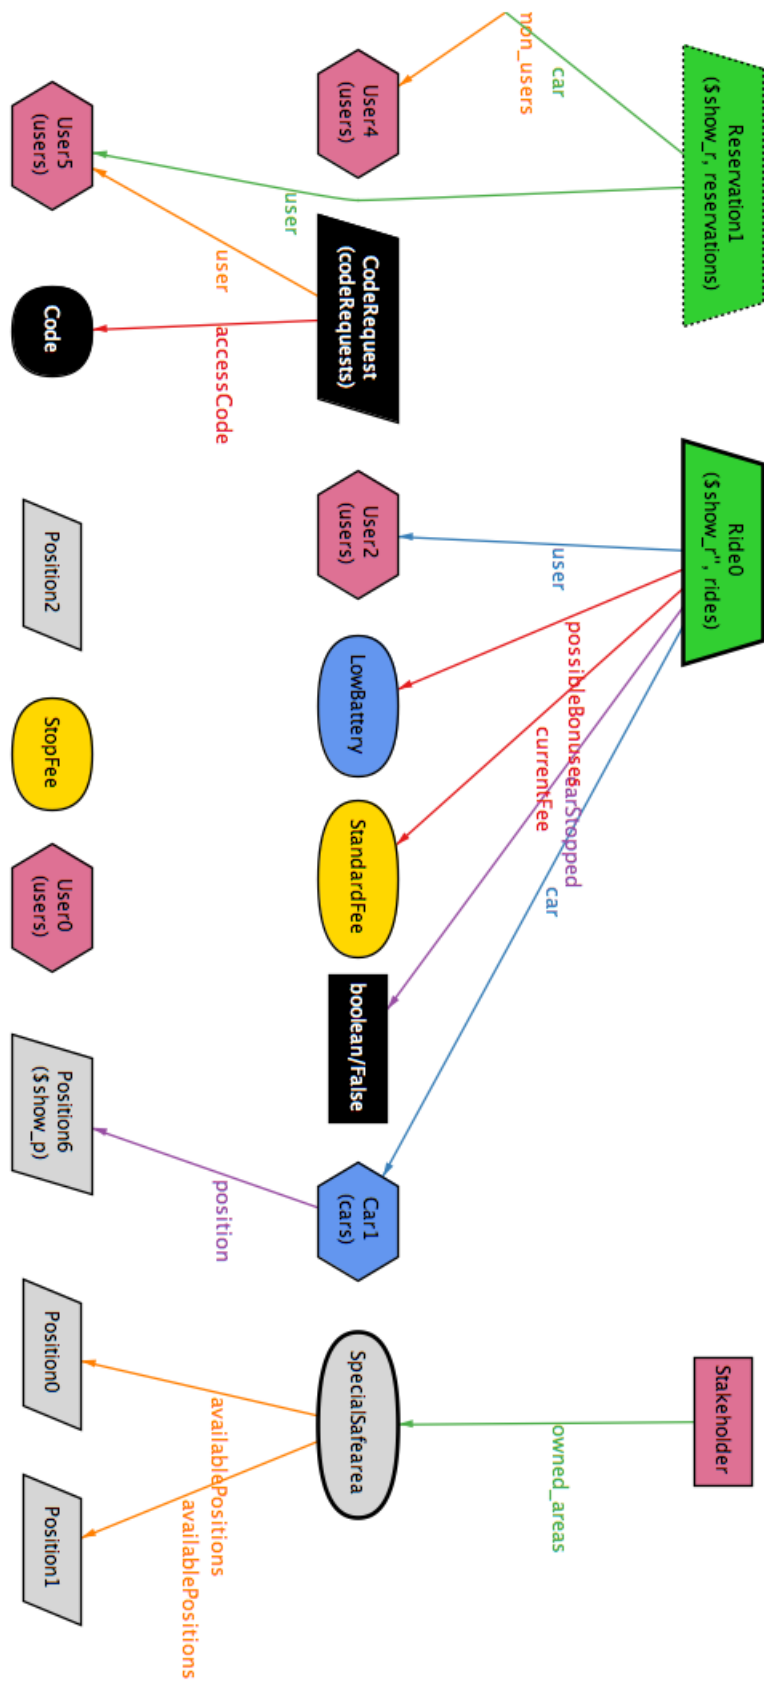 Reservation1
($show_r, reservations)
Ride0
($show_r", rides)
Stakeholder
car
non_users
user
possibleBonuses
carStopped
currentFee
car
owned_areas
User4
(users)
CodeRequest
(codeRequests)
User2
(users)
LowBattery
StandardFee
boolean/False
Car1
(cars)
SpecialSafearea
user
user
accessCode
position
availablePositions
availablePositions
User5
(users)
Code
Position2
StopFee
User0
(users)
Position6
($show_p)
Position0
Position1